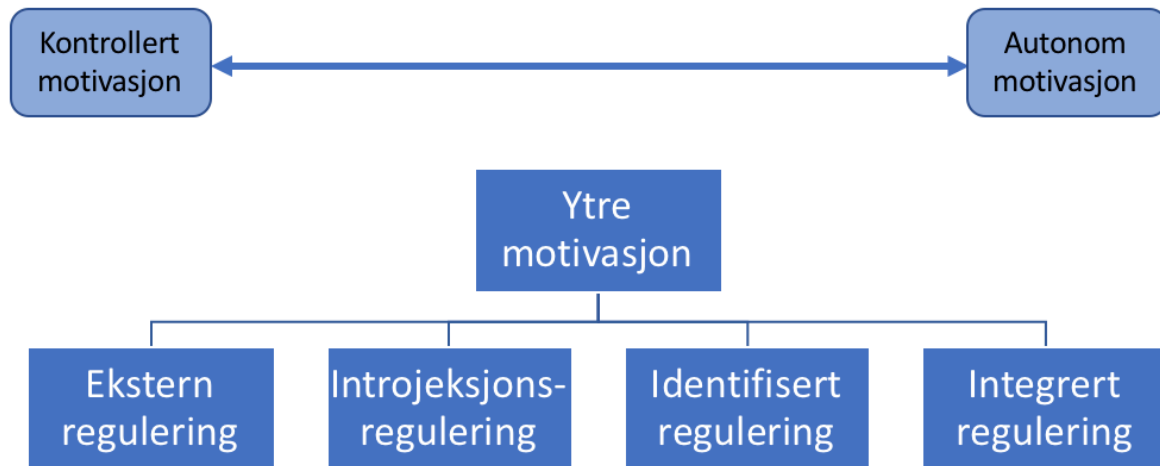 Kontrollert
motivasjon
Autonom
motivasjon
Ytre
motivasjon
Ekstern
regulering
Introjeksjons-
regulering
Identifisert
regulering
Integrert
regulering